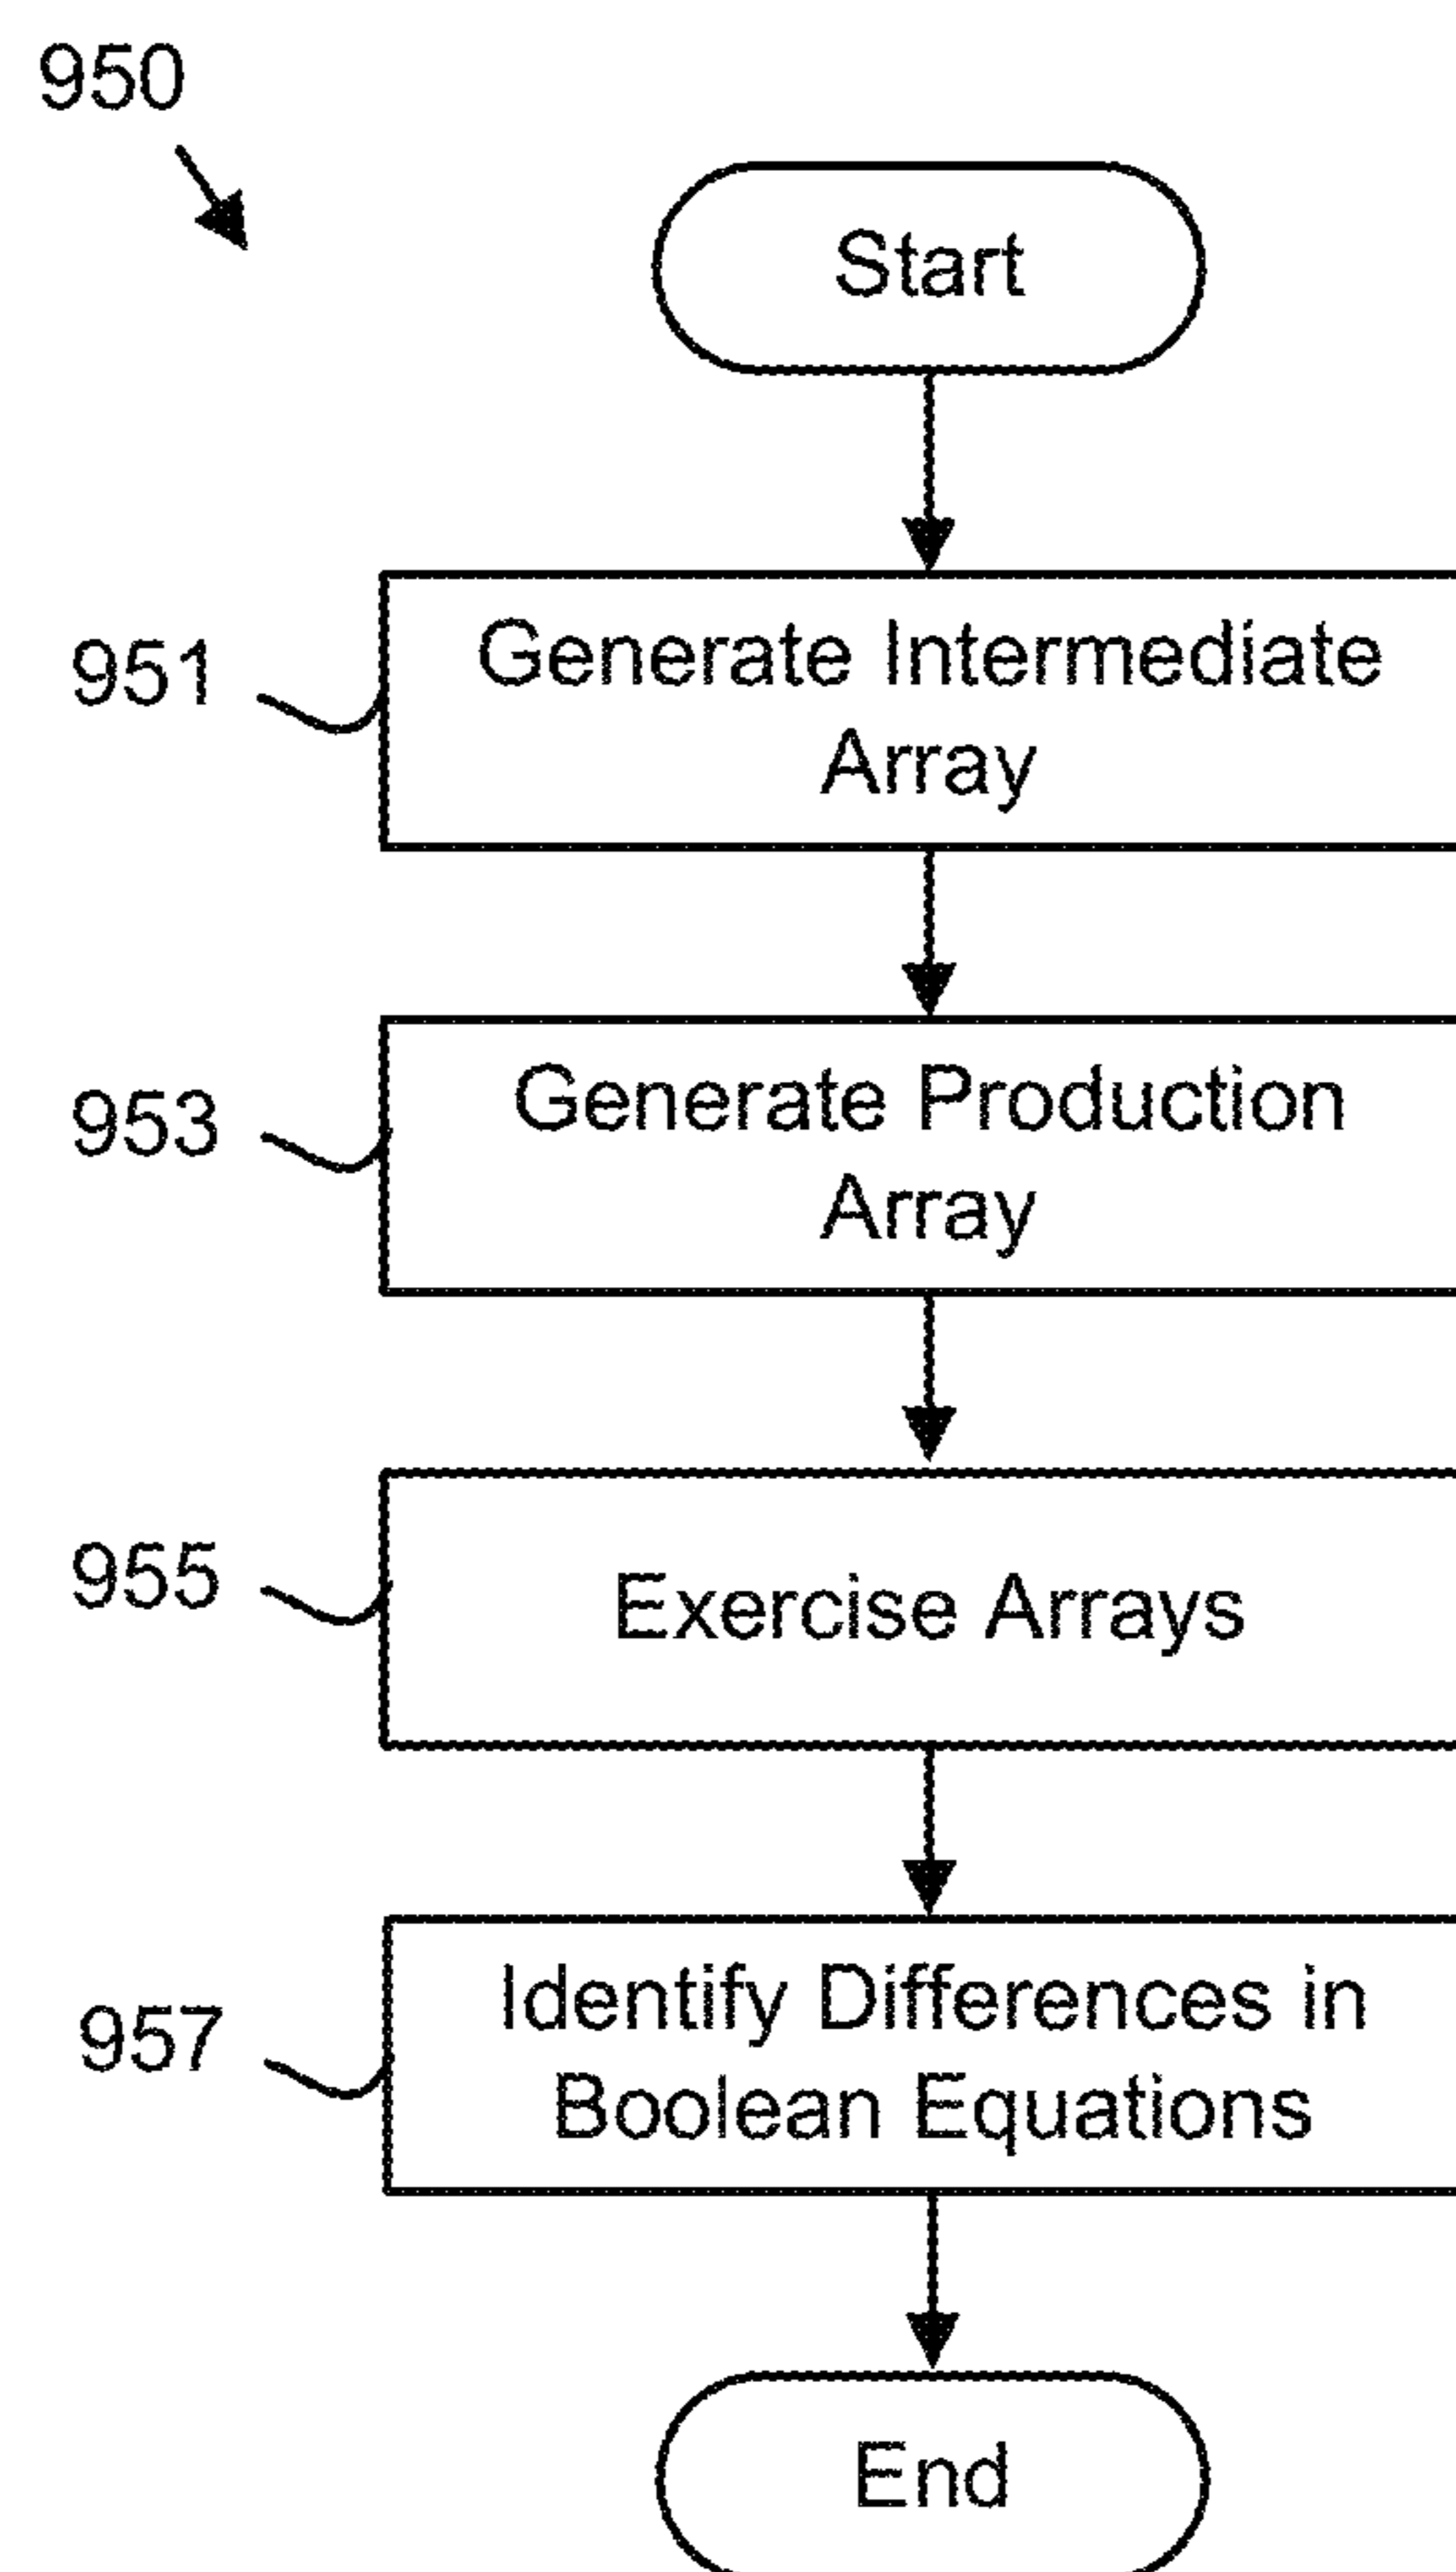 950
Start
951
Generate Intermediate
Array
953
Generate Production
Array
955
Exercise Arrays
957
Identify Differences in
Boolean Equations
End